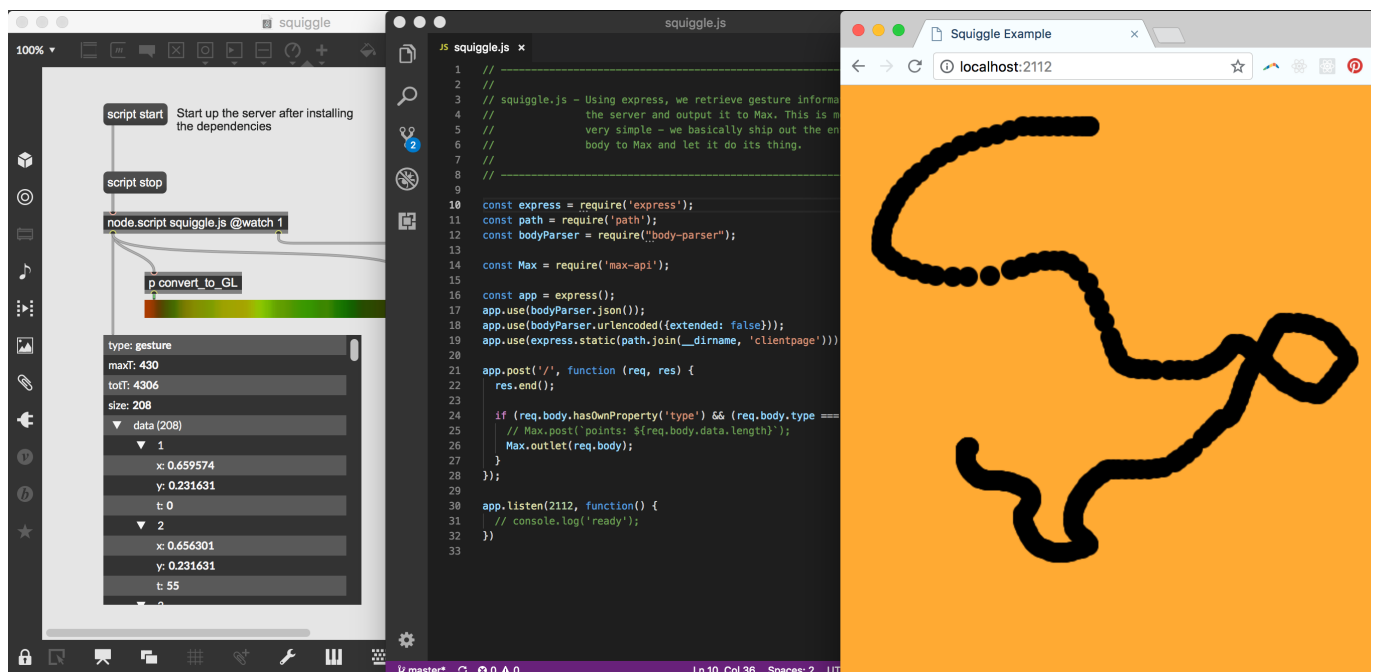 squiggle
100% ▼
script start
Start up the server after installing
the dependencies
script stop
node.script squiggle.js @watch 1
p convert_to_GL
type: gesture
maxT: 430
totT: 4306
size: 208
▼ data (208)
▼ 1
x: 0.659574
y: 0.231631
t: 0
▼ 2
x: 0.656301
y: 0.231631
t: 55
squiggle.js
JS squiggle.js ×
2
1 // ----------------------------------------------------
2 //
3 // squiggle.js – Using express, we retrieve gesture informa
4 // the server and output it to Max. This is m
5 // very simple – we basically ship out the en
6 // body to Max and let it do its thing.
7 //
8 // ----------------------------------------------------
9
10 const express = require('express');
11 const path = require('path');
12 const bodyParser = require("body-parser");
13
14 const Max = require('max-api');
15
16 const app = express();
17 app.use(bodyParser.json());
18 app.use(bodyParser.urlencoded({extended: false}));
19 app.use(express.static(path.join(__dirname, 'clientpage')))
20
21 app.post('/', function (req, res) {
22 res.end();
23
24 if (req.body.hasOwnProperty('type') && (req.body.type ===
25 // Max.post(`points: ${req.body.data.length}`);
26 Max.outlet(req.body);
27 }
28 });
29
30 app.listen(2112, function() {
31 // console.log('ready');
32 })
33
master* 0 0 Ln 10, Col 36 Spaces: 2 UT
Squiggle Example ×
localhost:2112